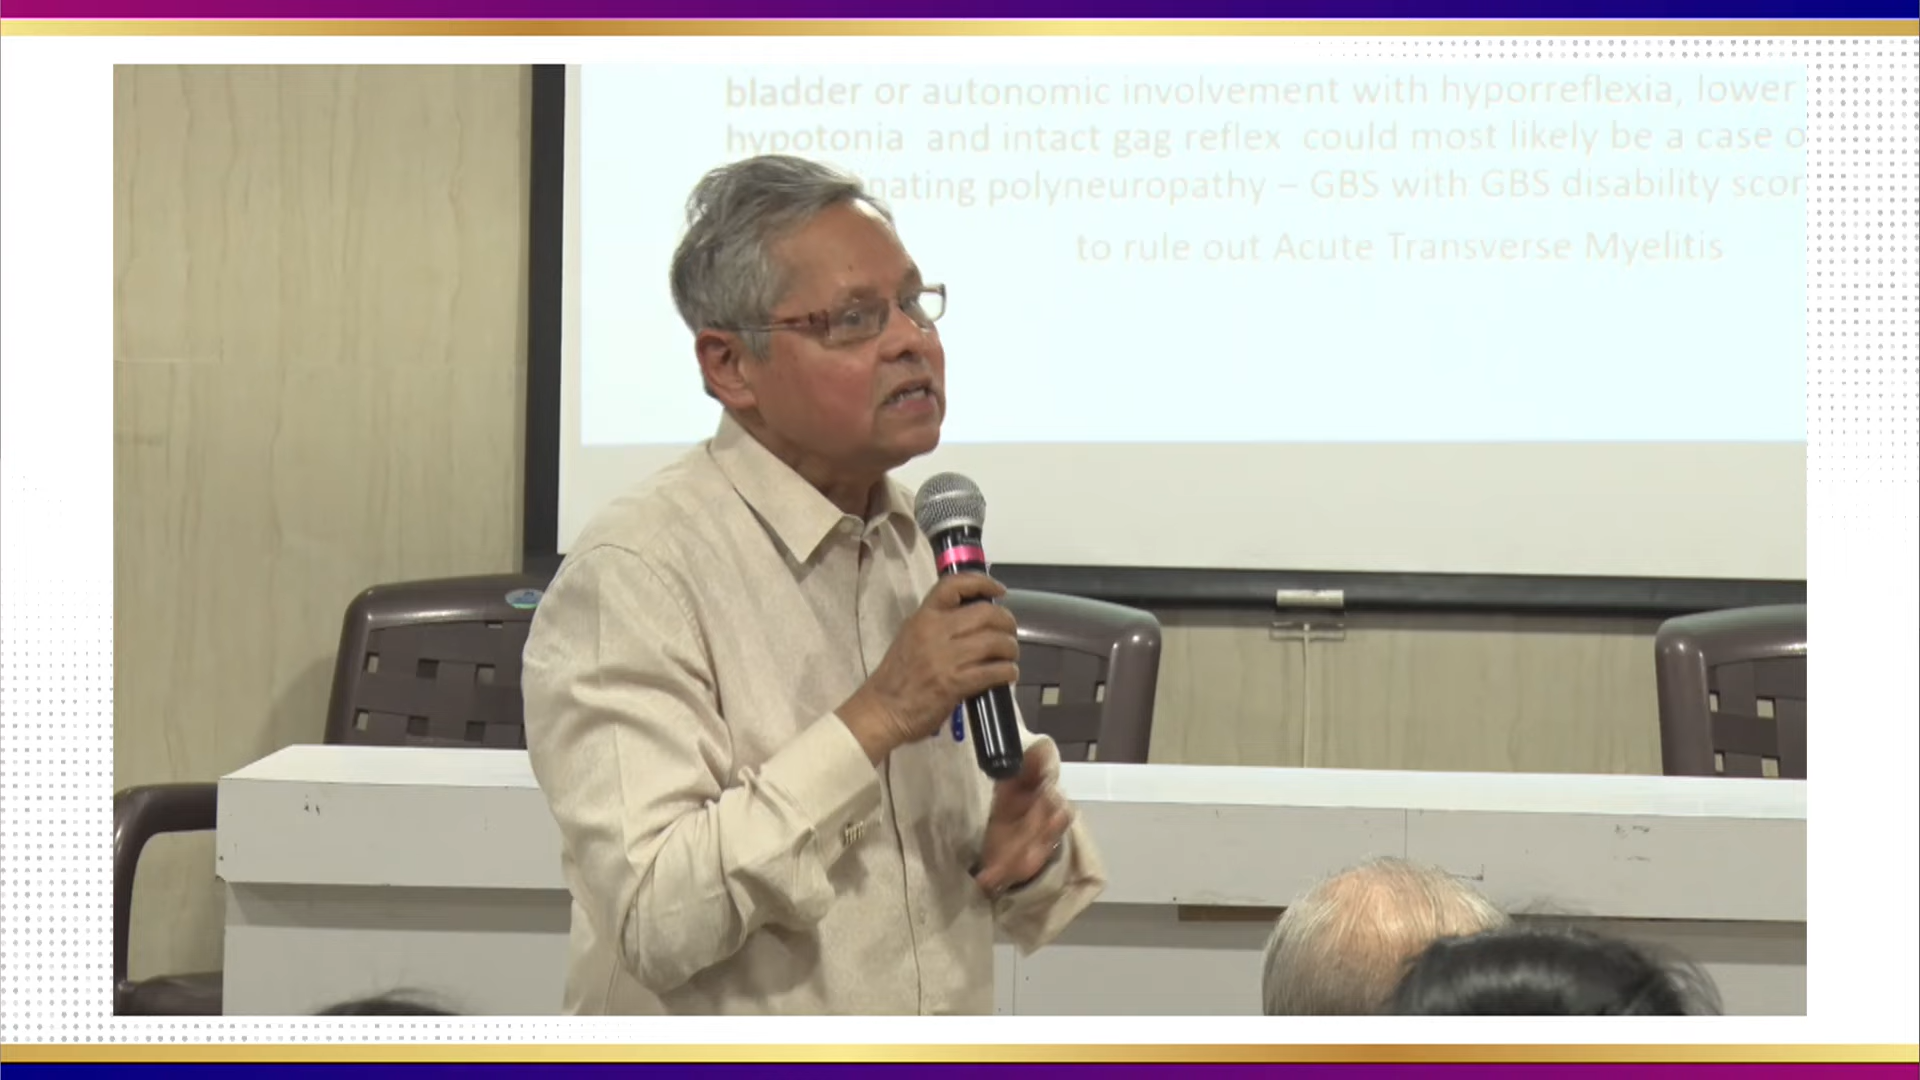 bladder or autonomic involvement with hyporreflexia, lower
hypotonia and intact gag reflex could most likely be a case
polyneuropathy – GBS with GBS disability
to rule out Acute Transverse Myelitis